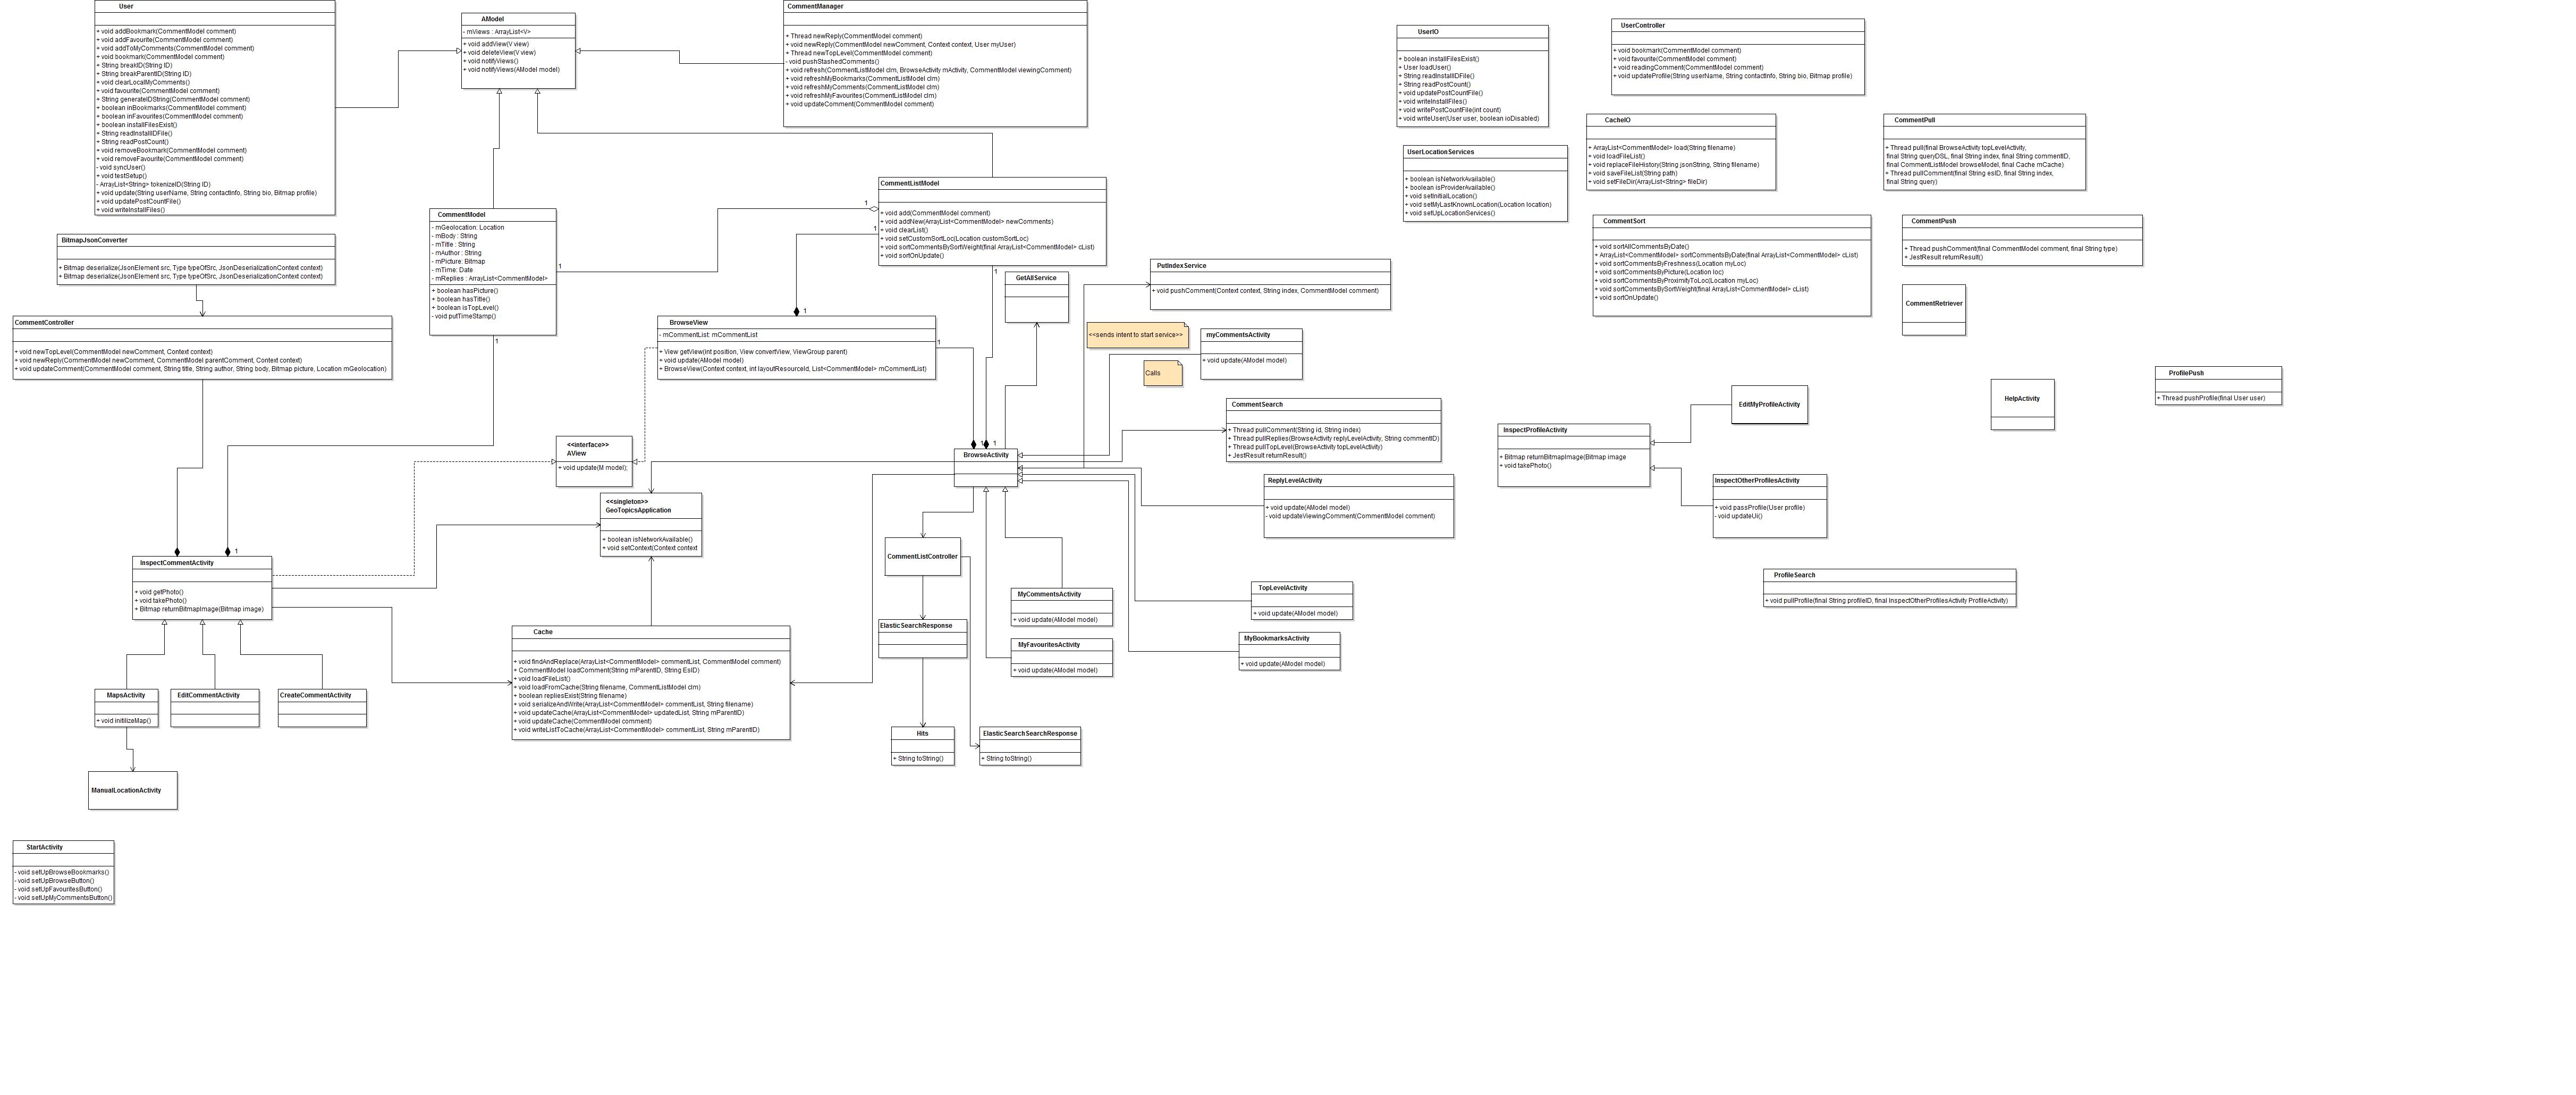 User
+ void addBookmark(CommentModel comment)
+ void addFavourite(CommentModel comment)
+ void addToMyComments(CommentModel comment)
+ void bookmark(CommentModel comment)
+ String breakID(String ID)
+ String breakParentID(String ID)
+ void clearLocalMyComments()
+ void favourite(CommentModel comment)
+ String generateIDString(CommentModel comment)
+ boolean inBookmarks(CommentModel comment)
+ boolean inFavourites(CommentModel comment)
+ boolean installFilesExist()
+ String readInstallIDFile()
+ String readPostCount()
+ void removeBookmark(CommentModel comment)
+ void removeFavourite(CommentModel comment)
- void syncUser()
+ void testSetup()
- ArrayList<String> tokenizeID(String ID)
+ void update(String userName, String contactInfo, String bio, Bitmap profile)
+ void updatePostCountFile()
+ void writeInstallFiles()
AModel
- mViews : ArrayList<V>
+ void addView(V view)
+ void deleteView(V view)
+ void notifyViews()
+ void notifyViews(AModel model)
CommentManager
+ Thread newReply(CommentModel comment)
+ void newReply(CommentModel newComment, Context context, User myUser)
+ Thread newTopLevel(CommentModel comment)
- void pushStashedComments()
+ void refresh(CommentListModel clm, BrowseActivity mActivity, CommentModel viewingComment)
+ void refreshMyBookmarks(CommentListModel clm)
+ void refreshMyComments(CommentListModel clm)
+ void refreshMyFavourites(CommentListModel clm)
+ void updateComment(CommentModel comment)
UserIO
+ boolean installFilesExist()
+ User loadUser()
+ String readInstallIDFile()
+ String readPostCount()
+ void updatePostCountFile()
+ void writeInstallFiles()
+ void writePostCountFile(int count)
+ void writeUser(User user, boolean ioDisabled)
UserController
+ void bookmark(CommentModel comment)
+ void favourite(CommentModel comment)
+ void readingComment(CommentModel comment)
+ void updateProfile(String userName, String contactInfo, String bio, Bitmap profile)
CacheIO
+ ArrayList<CommentModel> load(String filename)
+ void loadFileList()
+ void replaceFileHistory(String jsonString, String filename)
+ void saveFileList(String path)
+ void setFileDir(ArrayList<String> fileDir)
CommentPull
+ Thread pull(final BrowseActivity topLevelActivity,
final String queryDSL, final String index, final String commentID,
final CommentListModel browseModel, final Cache mCache)
+ Thread pullComment(final String esID, final String index,
final String query)
UserLocationServices
+ boolean isNetworkAvailable()
+ boolean isProviderAvailable()
+ void setInitialLocation()
+ void setMyLastKnownLocation(Location location)
+ void setUpLocationServices()
CommentListModel
+ void add(CommentModel comment)
+ void addNew(ArrayList<CommentModel> newComments)
+ void clearList()
+ void setCustomSortLoc(Location customSortLoc)
+ void sortCommentsBySortWeight(final ArrayList<CommentModel> cList)
+ void sortOnUpdate()
1
1
1
CommentModel
- mGeolocation: Location
- mBody : String
- mTitle : String
- mAuthor : String
- mPicture: Bitmap
- mTime: Date
- mReplies : ArrayList<CommentModel>
+ boolean hasPicture()
+ boolean hasTitle()
+ boolean isTopLevel()
- void putTimeStamp()
1
1
CommentSort
+ void sortAllCommentsByDate()
+ ArrayList<CommentModel> sortCommentsByDate(final ArrayList<CommentModel> cList)
+ void sortCommentsByFreshness(Location myLoc)
+ void sortCommentsByPicture(Location loc)
+ void sortCommentsByProximityToLoc(Location myLoc)
+ void sortCommentsBySortWeight(final ArrayList<CommentModel> cList)
+ void sortOnUpdate()
CommentPush
+ Thread pushComment(final CommentModel comment, final String type)
+ JestResult returnResult()
CommentRetriever
BitmapJsonConverter
+ Bitmap deserialize(JsonElement src, Type typeOfSrc, JsonDeserializationContext context)
+ Bitmap deserialize(JsonElement src, Type typeOfSrc, JsonDeserializationContext context)
GetAllService
PutIndexService
+ void pushComment(Context context, String index, CommentModel comment)
CommentController
+ void newTopLevel(CommentModel newComment, Context context)
+ void newReply(CommentModel newComment, CommentModel parentComment, Context context)
+ void updateComment(CommentModel comment, String title, String author, String body, Bitmap picture, Location mGeolocation)
1
BrowseView
- mCommentList: mCommentList
+ View getView(int position, View convertView, ViewGroup parent)
+ void update(AModel model)
+ BrowseView(Context context, int layoutResourceId, List<CommentModel> mCommentList)
1
<<sends intent to start service>>
myCommentsActivity
+ void update(AModel model)
Calls
CommentSearch
+ Thread pullComment(String id, String index)
+ Thread pullReplies(BrowseActivity replyLevelActivity, String commentID)
+ Thread pullTopLevel(BrowseActivity topLevelActivity)
+ JestResult returnResult()
ProfilePush
+ Thread pushProfile(final User user)
EditMyProfileActivity
HelpActivity
InspectProfileActivity
+ Bitmap returnBitmapImage(Bitmap image
+ void takePhoto()
<<interface>>
AView
+ void update(M model);
1
1
BrowseActivity
ReplyLevelActivity
+ void update(AModel model)
- void updateViewingComment(CommentModel comment)
InspectOtherProfilesActivity
+ void passProfile(User profile)
- void updateUi()
<<singleton>>
GeoTopicsApplication
+ boolean isNetworkAvailable()
+ void setContext(Context context
CommentListController
1
InspectCommentActivity
+ void getPhoto()
+ void takePhoto()
+ Bitmap returnBitmapImage(Bitmap image)
ProfileSearch
+ void pullProfile(final String profileID, final InspectOtherProfilesActivity ProfileActivity)
MyCommentsActivity
+ void update(AModel model)
TopLevelActivity
+ void update(AModel model)
Cache
+ void findAndReplace(ArrayList<CommentModel> commentList, CommentModel comment)
+ CommentModel loadComment(String mParentID, String EsID)
+ void loadFileList()
+ void loadFromCache(String filename, CommentListModel clm)
+ boolean repliesExist(String filename)
+ void serializeAndWrite(ArrayList<CommentModel> commentList, String filename)
+ void updateCache(ArrayList<CommentModel> updatedList, String mParentID)
+ void updateCache(CommentModel comment)
+ void writeListToCache(ArrayList<CommentModel> commentList, String mParentID)
ElasticSearchResponse
MyFavouritesActivity
+ void update(AModel model)
MyBookmarksActivity
+ void update(AModel model)
MapsActivity
+ void initilizeMap()
EditCommentActivity
CreateCommentActivity
Hits
+ String toString()
ElasticSearchSearchResponse
+ String toString()
ManualLocationActivity
StartActivity
- void setUpBrowseBookmarks()
- void setUpBrowseButton()
- void setUpFavouritesButton()
- void setUpMyCommentsButton()